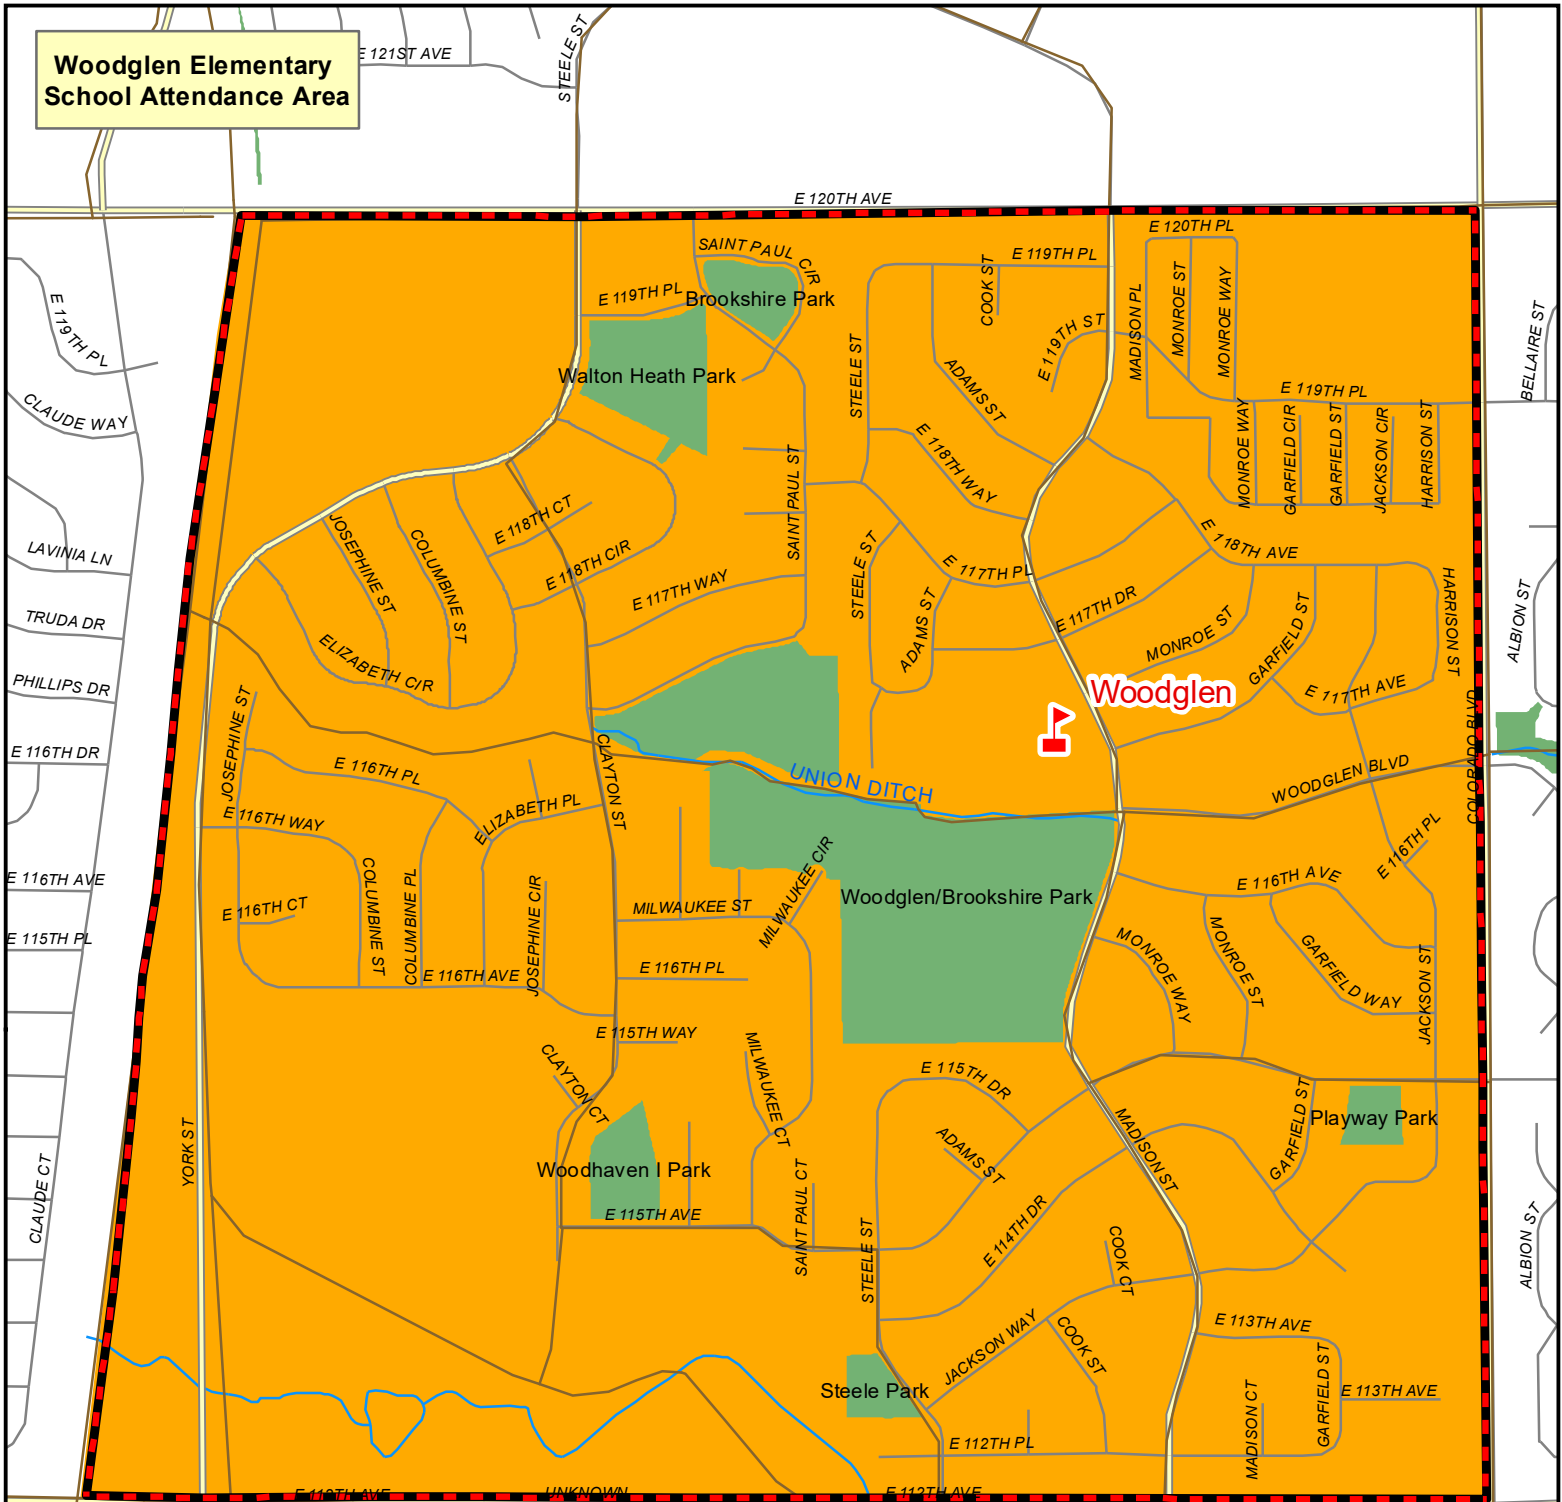 Woodglen Elementary
School Attendance Area
E 121ST AVE
STEELE ST
E 120TH AVE
E 120TH PL
SAINT PAUL CIR
E 119TH PL
COOK ST
E 119TH PL
MADISON PL
MONROE ST
MONROE WAY
Brookshire Park
E 119TH PL
E 119TH ST
BELLAIRE ST
Walton Heath Park
STEELE ST
ADAMS ST
E 119TH PL
CLAUDE WAY
MONROE WAY
GARFIELD CIR
GARFIELD ST
JACKSON CIR
HARRISON ST
E 118TH WAY
SAINT PAUL ST
JOSEPHINE ST
COLUMBINE ST
E 118TH CT
E 118TH CIR
E 118TH AVE
LAVINIA LN
STEELE ST
E 117TH PL
E 117TH WAY
ADAMS ST
E 117TH DR
MONROE ST
GARFIELD ST
HARRISON ST
ALBION ST
TRUDA DR
ELIZABETH CIR
PHILLIPS DR
JOSEPHINE ST
Woodglen
E 117TH AVE
COLORADO BLVD
E 116TH DR
E 116TH PL
CLAYTON ST
UNION DITCH
WOODGLEN BLVD
E 116TH WAY
ELIZABETH PL
E 116TH PL
MILWAUKEE CIR
E 116TH AVE
COLUMBINE ST
COLUMBINE PL
JOSEPHINE CIR
E 116TH AVE
Woodglen/Brookshire Park
E 116TH CT
MILWAUKEE ST
E 115TH PL
MONROE WAY
MONROE ST
GARFIELD WAY
JACKSON ST
E 116TH AVE
E 116TH PL
E 115TH WAY
CLAYTON CT
MILWAUKEE CT
E 115TH DR
MADISON ST
GARFIELD ST
Playway Park
YORK ST
ADAMS ST
Woodhaven I Park
SAINT PAUL CT
CLAUDE CT
E 115TH AVE
STEELE ST
E 114TH DR
COOK CT
ALBION ST
E 113TH AVE
JACKSON WAY
COOK ST
Steele Park
MADISON CT
GARFIELD ST
E 113TH AVE
E 112TH PL
E 112TH AVE
UNKNOWN
E 112TH AVE